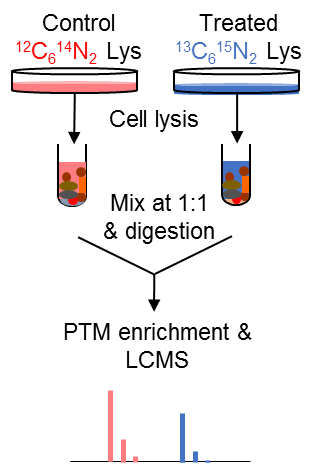 Control
¹²C₆¹⁴N₂ Lys
Treated
¹³C₆¹⁵N₂ Lys
Cell lysis
Mix at 1:1
& digestion
PTM enrichment &
LCMS